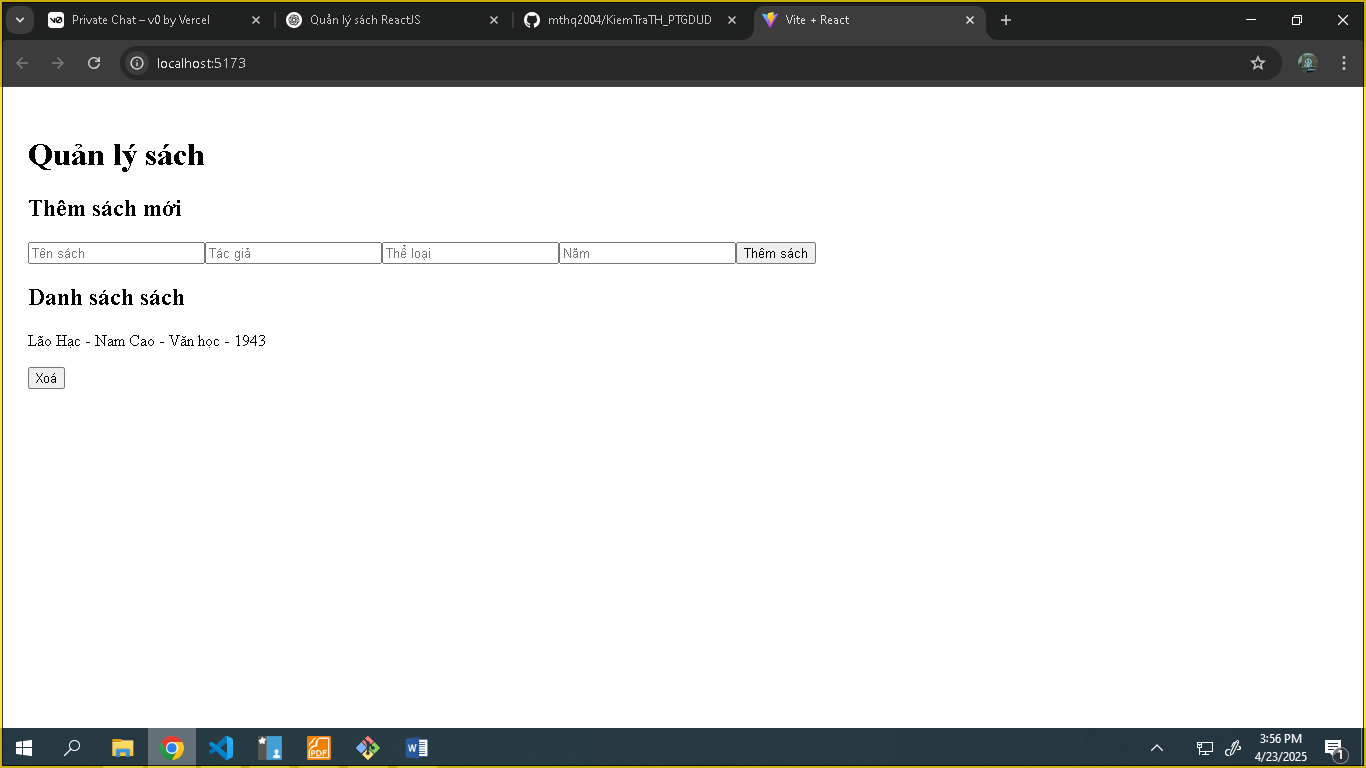 Private Chat – v0 by Vercel
Quản lý sách ReactJS
mthq2004/KiemTraTH_PTGDUD
Vite + React
localhost:5173
Quản lý sách
Thêm sách mới
Tên sách Tác giả Thể loại Năm Thêm sách
Danh sách sách
Lão Hạc - Nam Cao - Văn học - 1943
Xoá
PDF
3:56 PM
4/23/2025
1